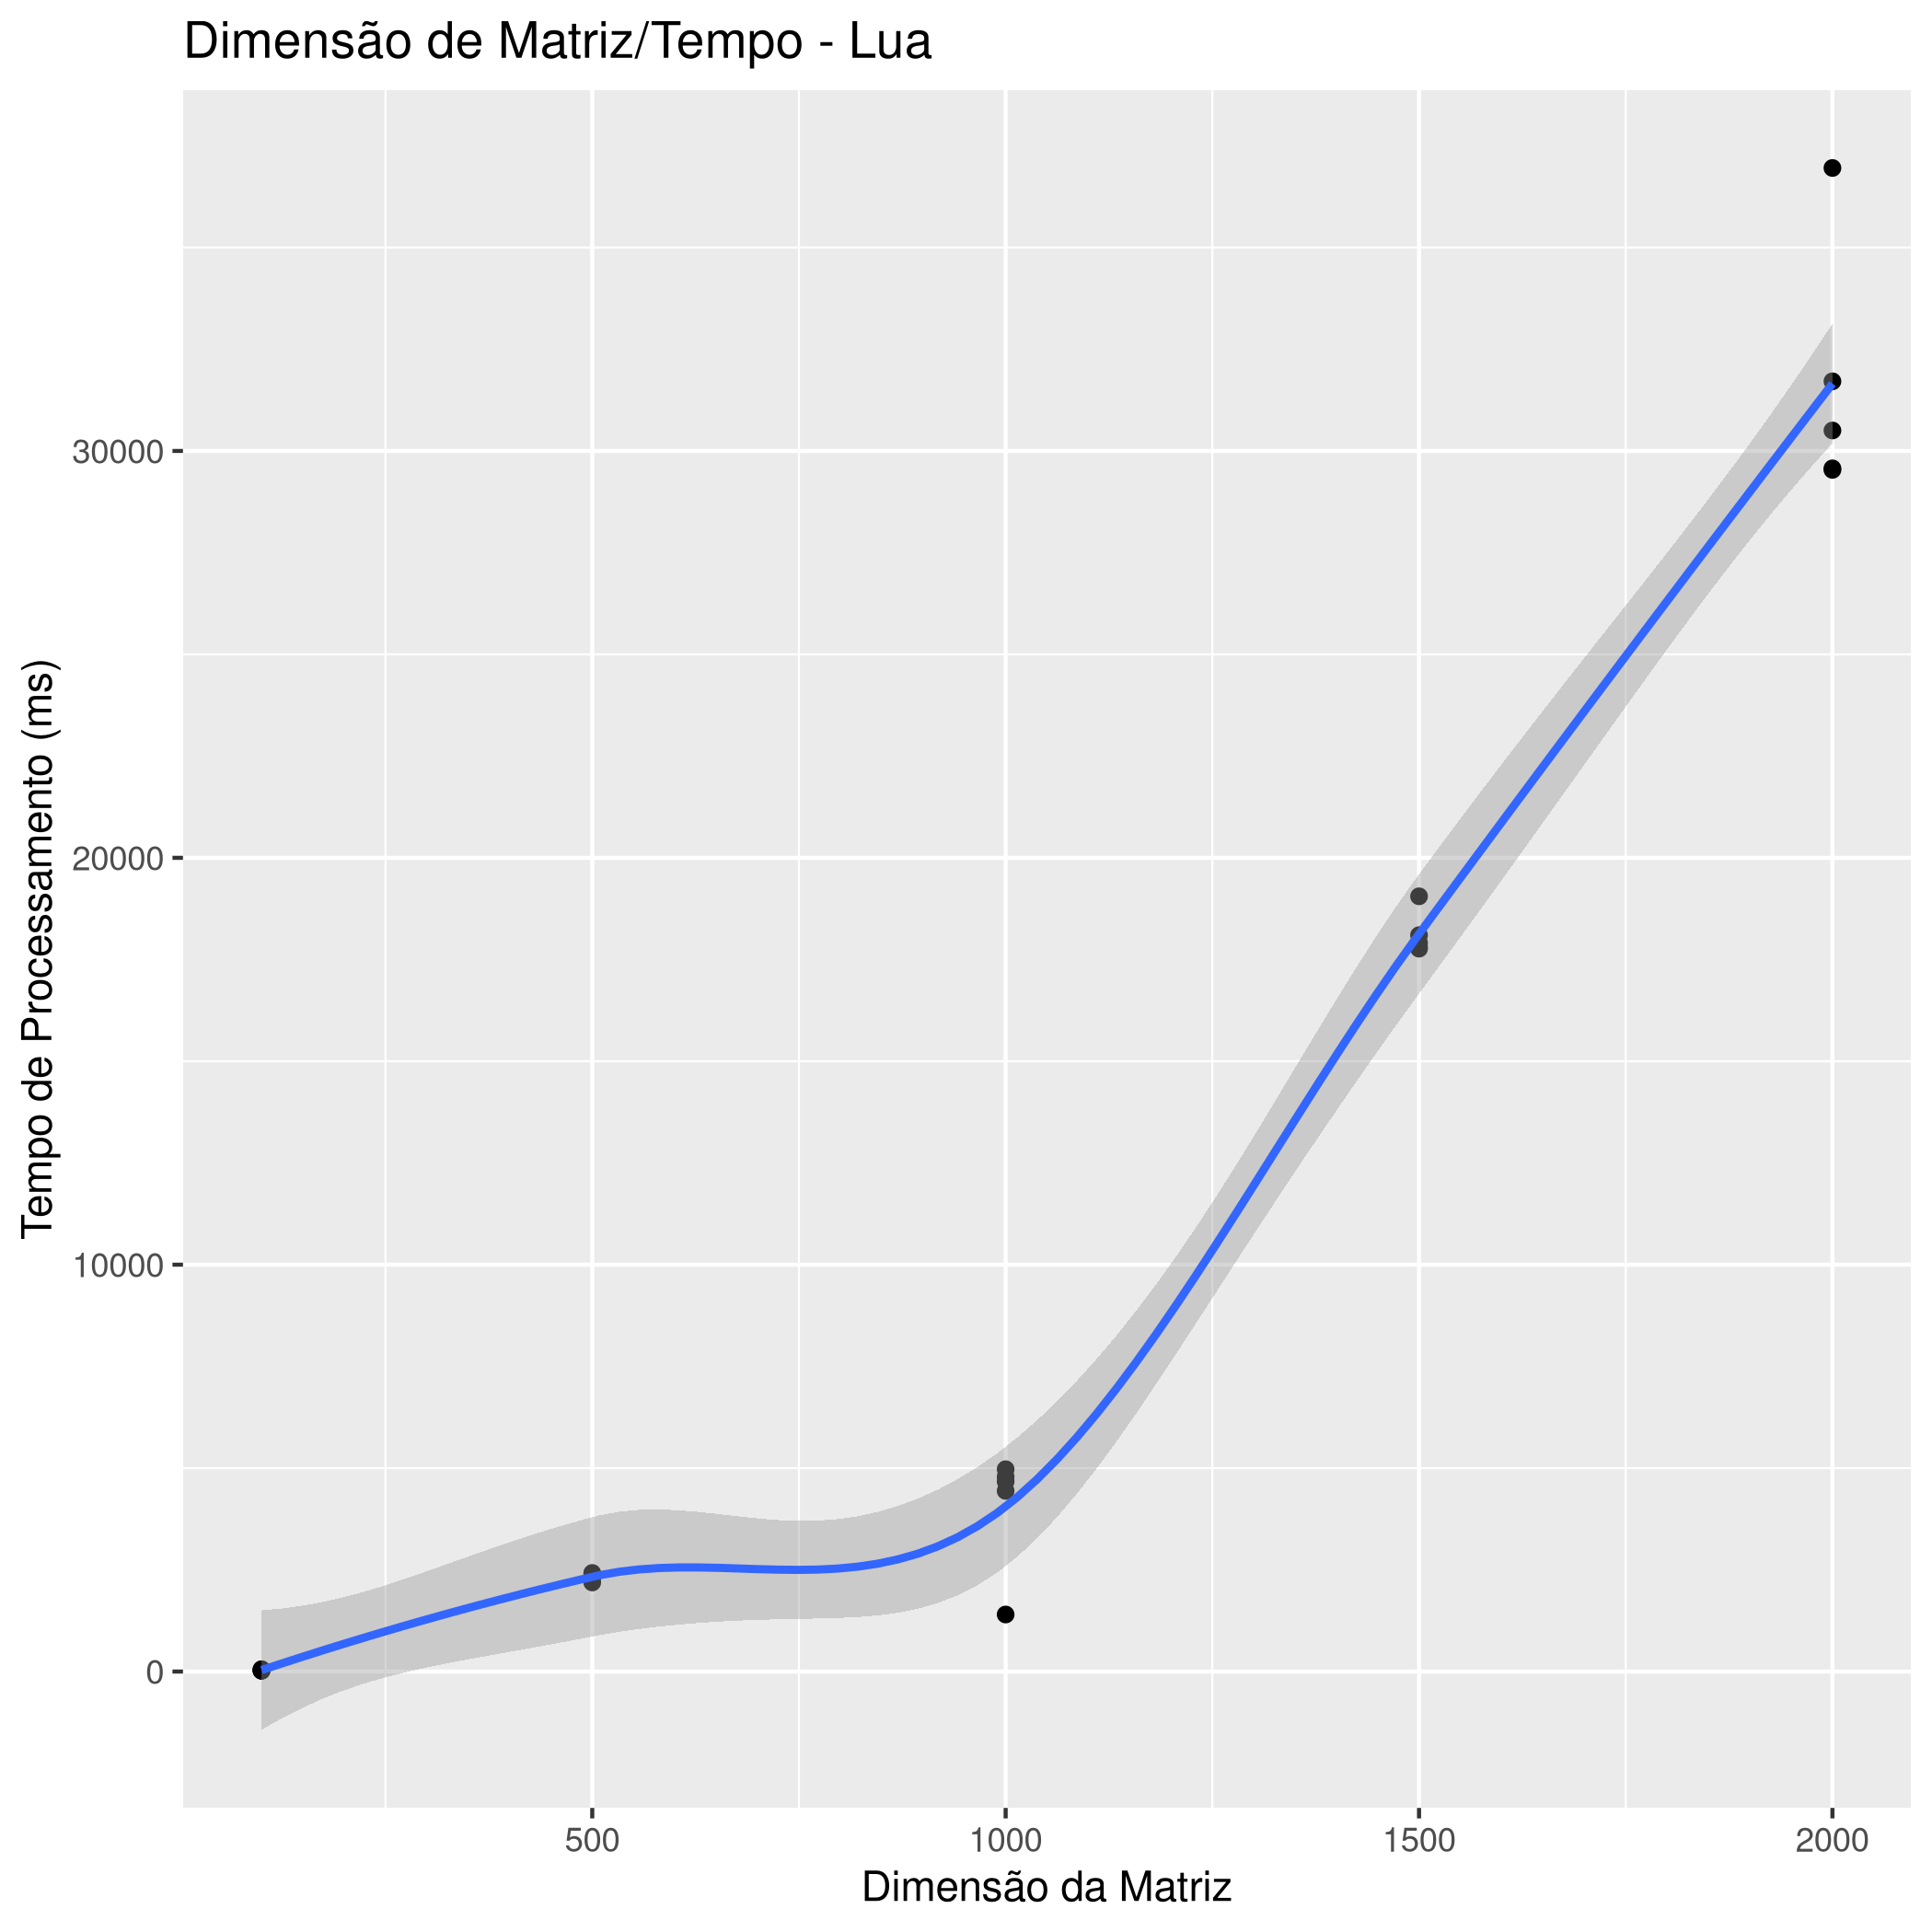 Dimensão de Matriz/Tempo - Lua
Tempo de Processamento (ms)
30000
20000
10000
0
500 1000 1500 2000
Dimensão da Matriz